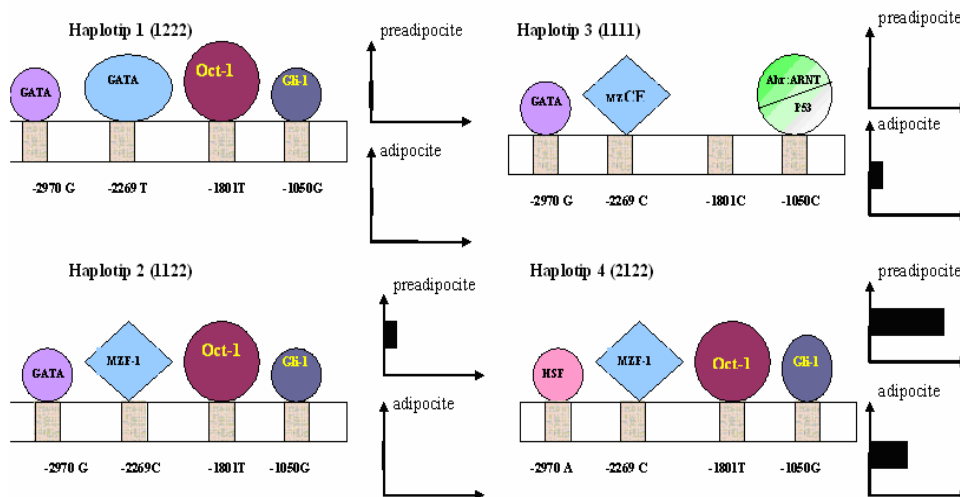 Haplotip 1 (1222)
preadipocite
GATA
GATA
Oct-1
Gli-1
adipocite
-2970 G
-2269 T
-1801T
-1050G
Haplotip 3 (1111)
preadipocite
GATA
MZCF
Ahr:ARNT
P53
adipocite
-2970 G
-2269 C
-1801C
-1050C
Haplotip 2 (1122)
preadipocite
GATA
MZF-1
Oct-1
Gli-1
adipocite
-2970 G
-2269C
-1801T
-1050G
Haplotip 4 (2122)
preadipocite
HSF
MZF-1
Oct-1
Gli-1
adipocite
-2970 A
-2269 C
-1801T
-1050G